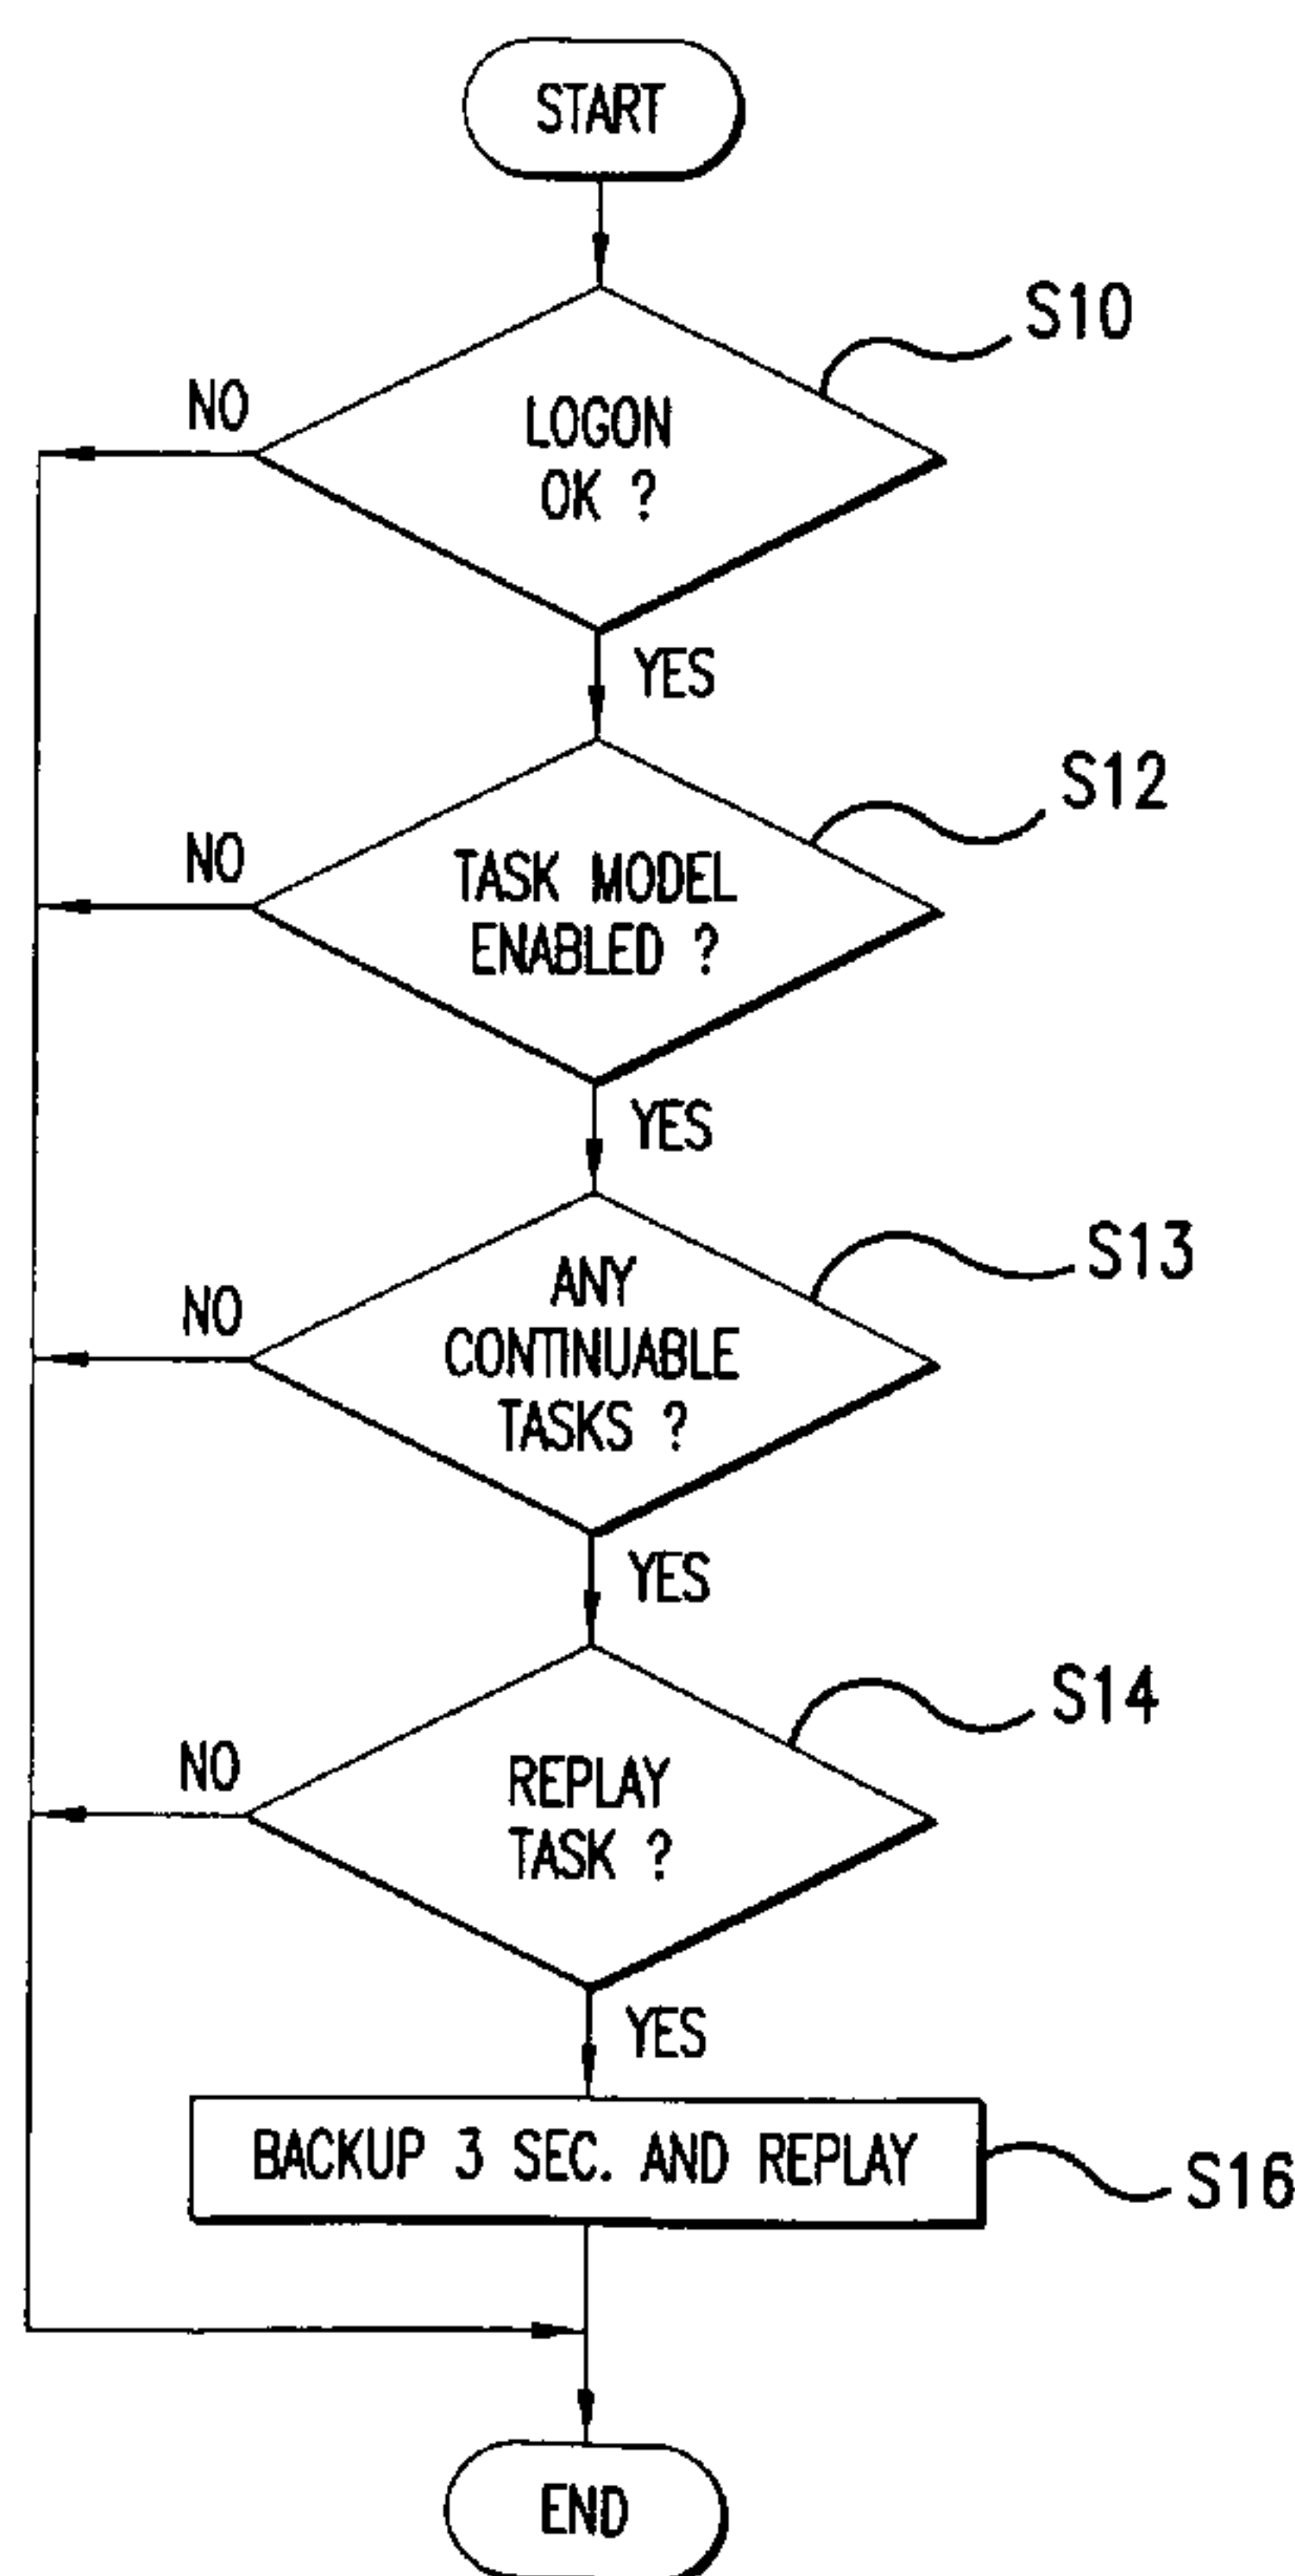 START
S10
NO
LOGON
OK ?
YES
S12
NO
TASK MODEL
ENABLED ?
YES
S13
NO
ANY
CONTINUABLE
TASKS ?
YES
S14
NO
REPLAY
TASK ?
YES
BACKUP 3 SEC. AND REPLAY
S16
END